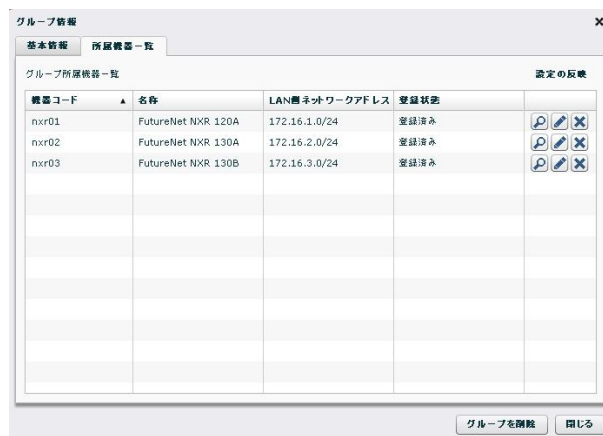 グループ情報
基本情報 所属機器一覧
グループ所属機器一覧 設定の反映
機器コード ▲ 名称 LAN側ネットワークアドレス 登録状態
nxr01 FutureNet NXR 120A 172.16.1.0/24 登録済み
nxr02 FutureNet NXR 130A 172.16.2.0/24 登録済み
nxr03 FutureNet NXR 130B 172.16.3.0/24 登録済み
グループを削除 閉じる